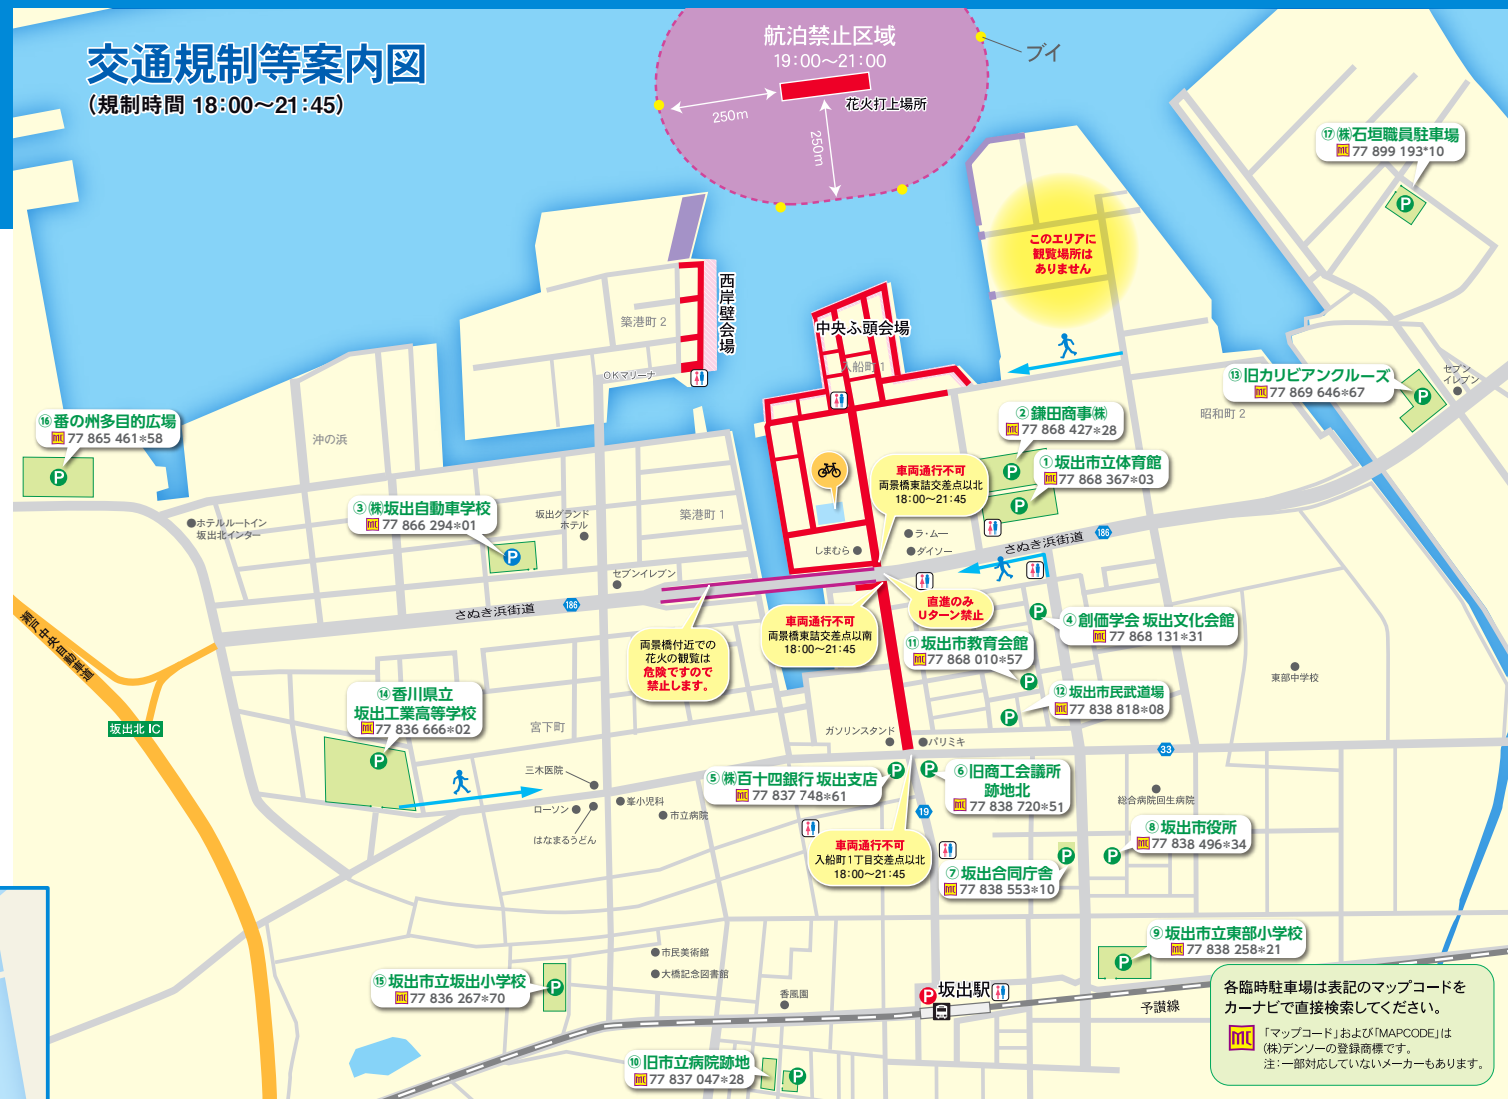 交通規制等案内図
（規制時間 18：00～21：45）
航泊禁止区域
19：00～21：00
花火打上場所
250m
250m
ブイ
⑰㈱石垣職員駐車場
77 899 193*10
このエリアに
観覧場所は
ありません
西岸壁会場
築港町 2
OKマリーナ
中央ふ頭会場
入船町 1
⑬旧カリビアンクルーズ
77 869 646*67
セブン
イレブン
昭和町 2
②鎌田商事㈱
77 868 427*28
①坂出市立体育館
77 868 367*03
⑯番の州多目的広場
77 865 461*58
沖の浜
車両通行不可
両景橋東詰交差点以北
18：00～21：45
③㈱坂出自動車学校
77 866 294*01
坂出グランド
ホテル
築港町 1
ホテルルートイン
坂出北インター
ラ・ムー
ダイソー
しまむら
さぬき浜街道
186
セブンイレブン
さぬき浜街道
186
直進のみ
Uターン禁止
車両通行不可
両景橋東詰交差点以南
18：00～21：45
両景橋付近での
花火の観覧は
危険ですので
禁止します。
④創価学会 坂出文化会館
77 868 131*31
⑪坂出市教育会館
77 868 010*57
⑫坂出市民武道場
77 838 818*08
東部中学校
瀬戸中央自動車道
坂出北 IC
⑭香川県立
坂出工業高等学校
77 836 666*02
宮下町
ガソリンスタンド
パリミキ
33
三木医院
ローソン
はなまるうどん
峯小児科
市立病院
⑤㈱百十四銀行 坂出支店
77 837 748*61
⑥旧商工会議所
跡地北
77 838 720*51
19
総合病院回生病院
⑧坂出市役所
77 838 496*34
車両通行不可
入船町1丁目交差点以北
18：00～21：45
⑦坂出合同庁舎
77 838 553*10
⑨坂出市立東部小学校
77 838 258*21
市民美術館
大橋記念図書館
香風園
⑮坂出市立坂出小学校
77 836 267*70
坂出駅
予讃線
⑩旧市立病院跡地
77 837 047*28
各臨時駐車場は表記のマップコードを
カーナビで直接検索してください。
「マップコード」および「MAPCODE」は
(株)デンソーの登録商標です。
注：一部対応していないメーカーもあります。